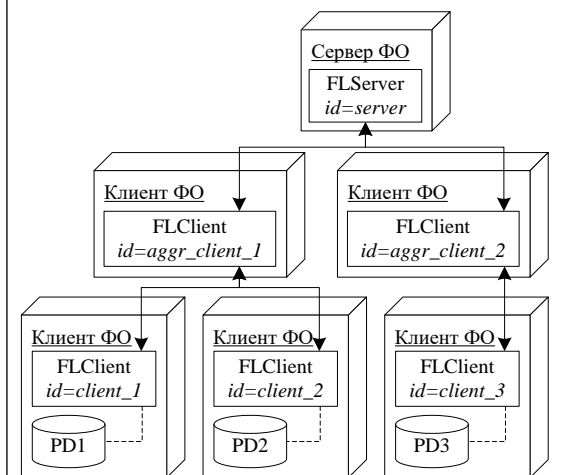 Сервер ФО
FLServer
id=server
Клиент ФО
FLClient
id=aggr_client_1
Клиент ФО
FLClient
id=aggr_client_2
Клиент ФО
FLClient
id=client_1
PD1
Клиент ФО
FLClient
id=client_2
PD2
Клиент ФО
FLClient
id=client_3
PD3